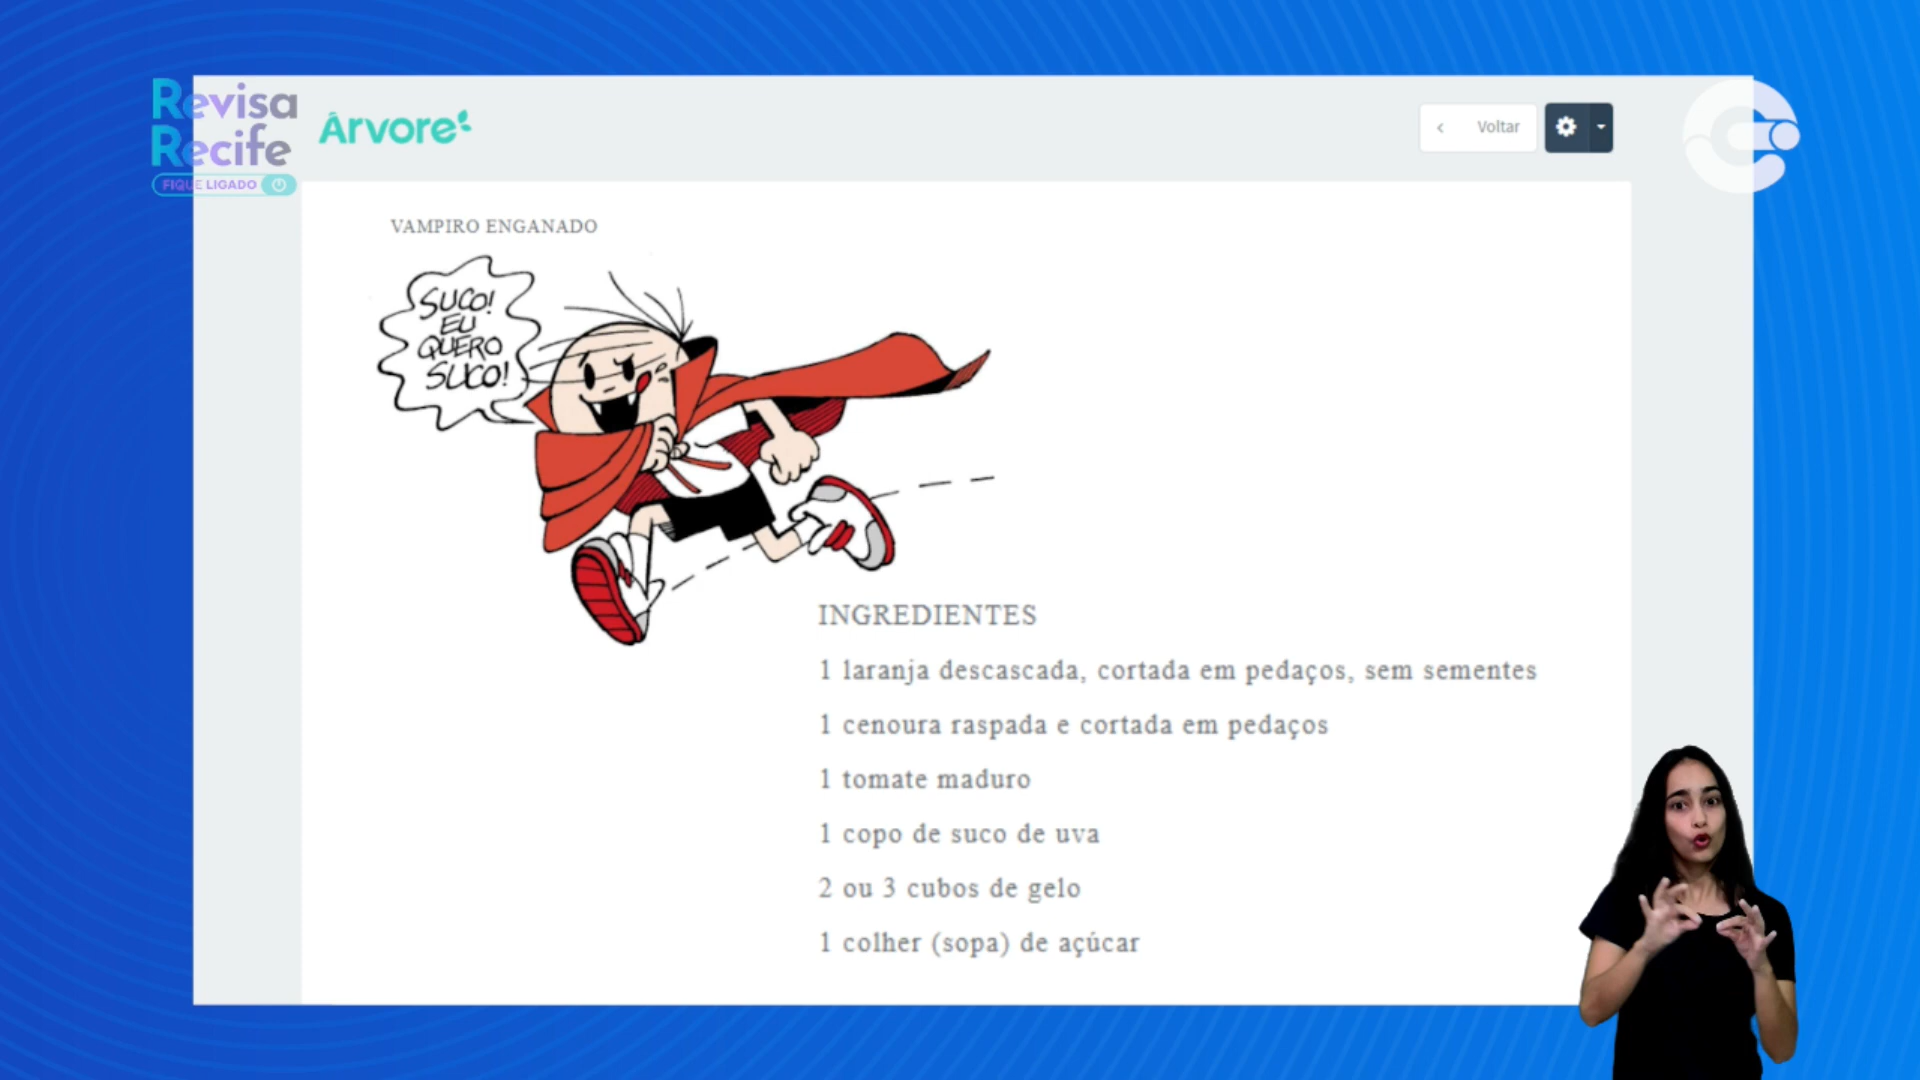 Revisa
Recife
FIQUE LIGADO
Árvore
Voltar
VAMPIRO ENGANADO
SUCO!
EU
QUERO
SUCO!
INGREDIENTES
1 laranja descascada, cortada em pedaços, sem sementes
1 cenoura raspada e cortada em pedaços
1 tomate maduro
1 copo de suco de uva
2 ou 3 cubos de gelo
1 colher (sopa) de açúcar